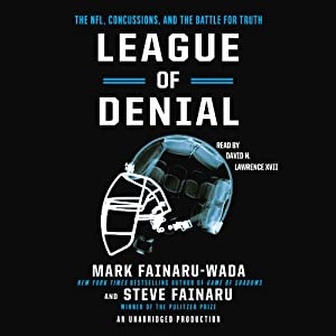 THE NFL, CONCUSSIONS, AND THE BATTLE FOR TRUTH
LEAGUE
OF
DENIAL
READ BY
DAVID H.
LAWRENCE XVII
MARK FAINARU-WADA
NEW YORK TIMES BESTSELLING AUTHOR OF GAME OF SHADOWS
AND STEVE FAINARU
WINNER OF THE PULITZER PRIZE
AN UNABRIDGED PRODUCTION